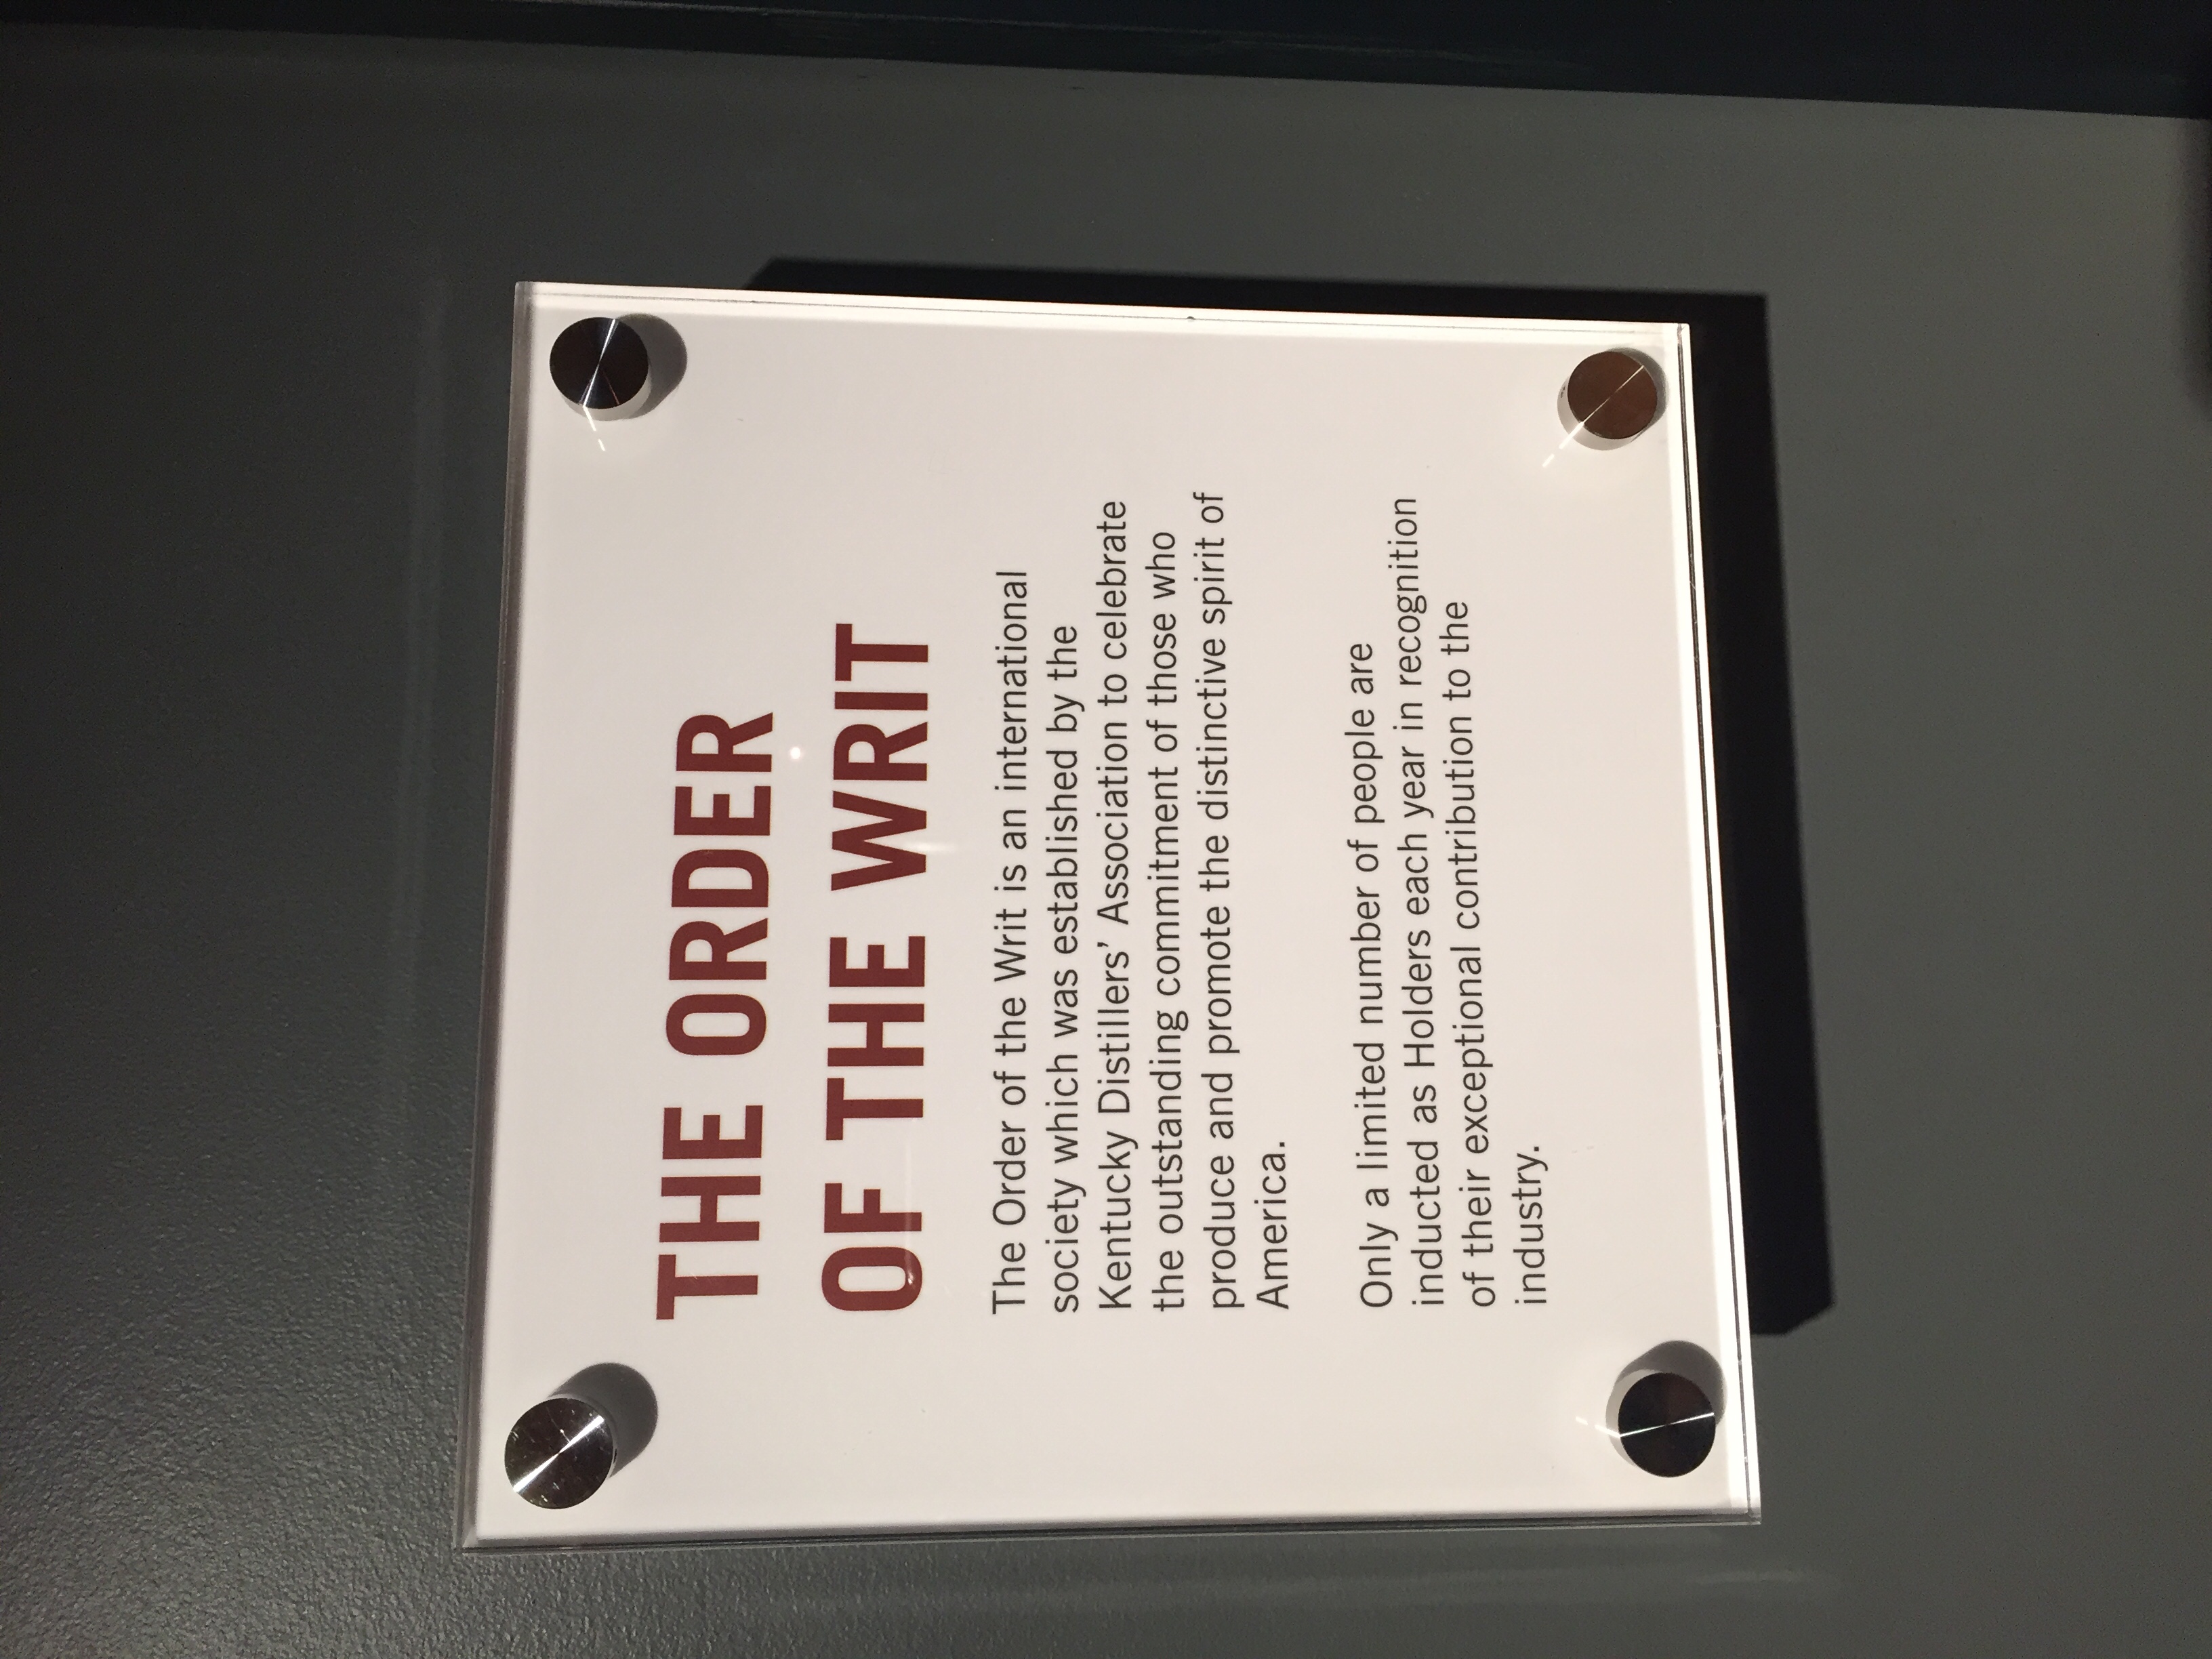 THE ORDER
OF THE WRIT
The Order of the Writ is an international
society which was established by the
Kentucky Distillers’ Association to celebrate
the outstanding commitment of those who
produce and promote the distinctive spirit of
America.
Only a limited number of people are
inducted as Holders each year in recognition
of their exceptional contribution to the
industry.